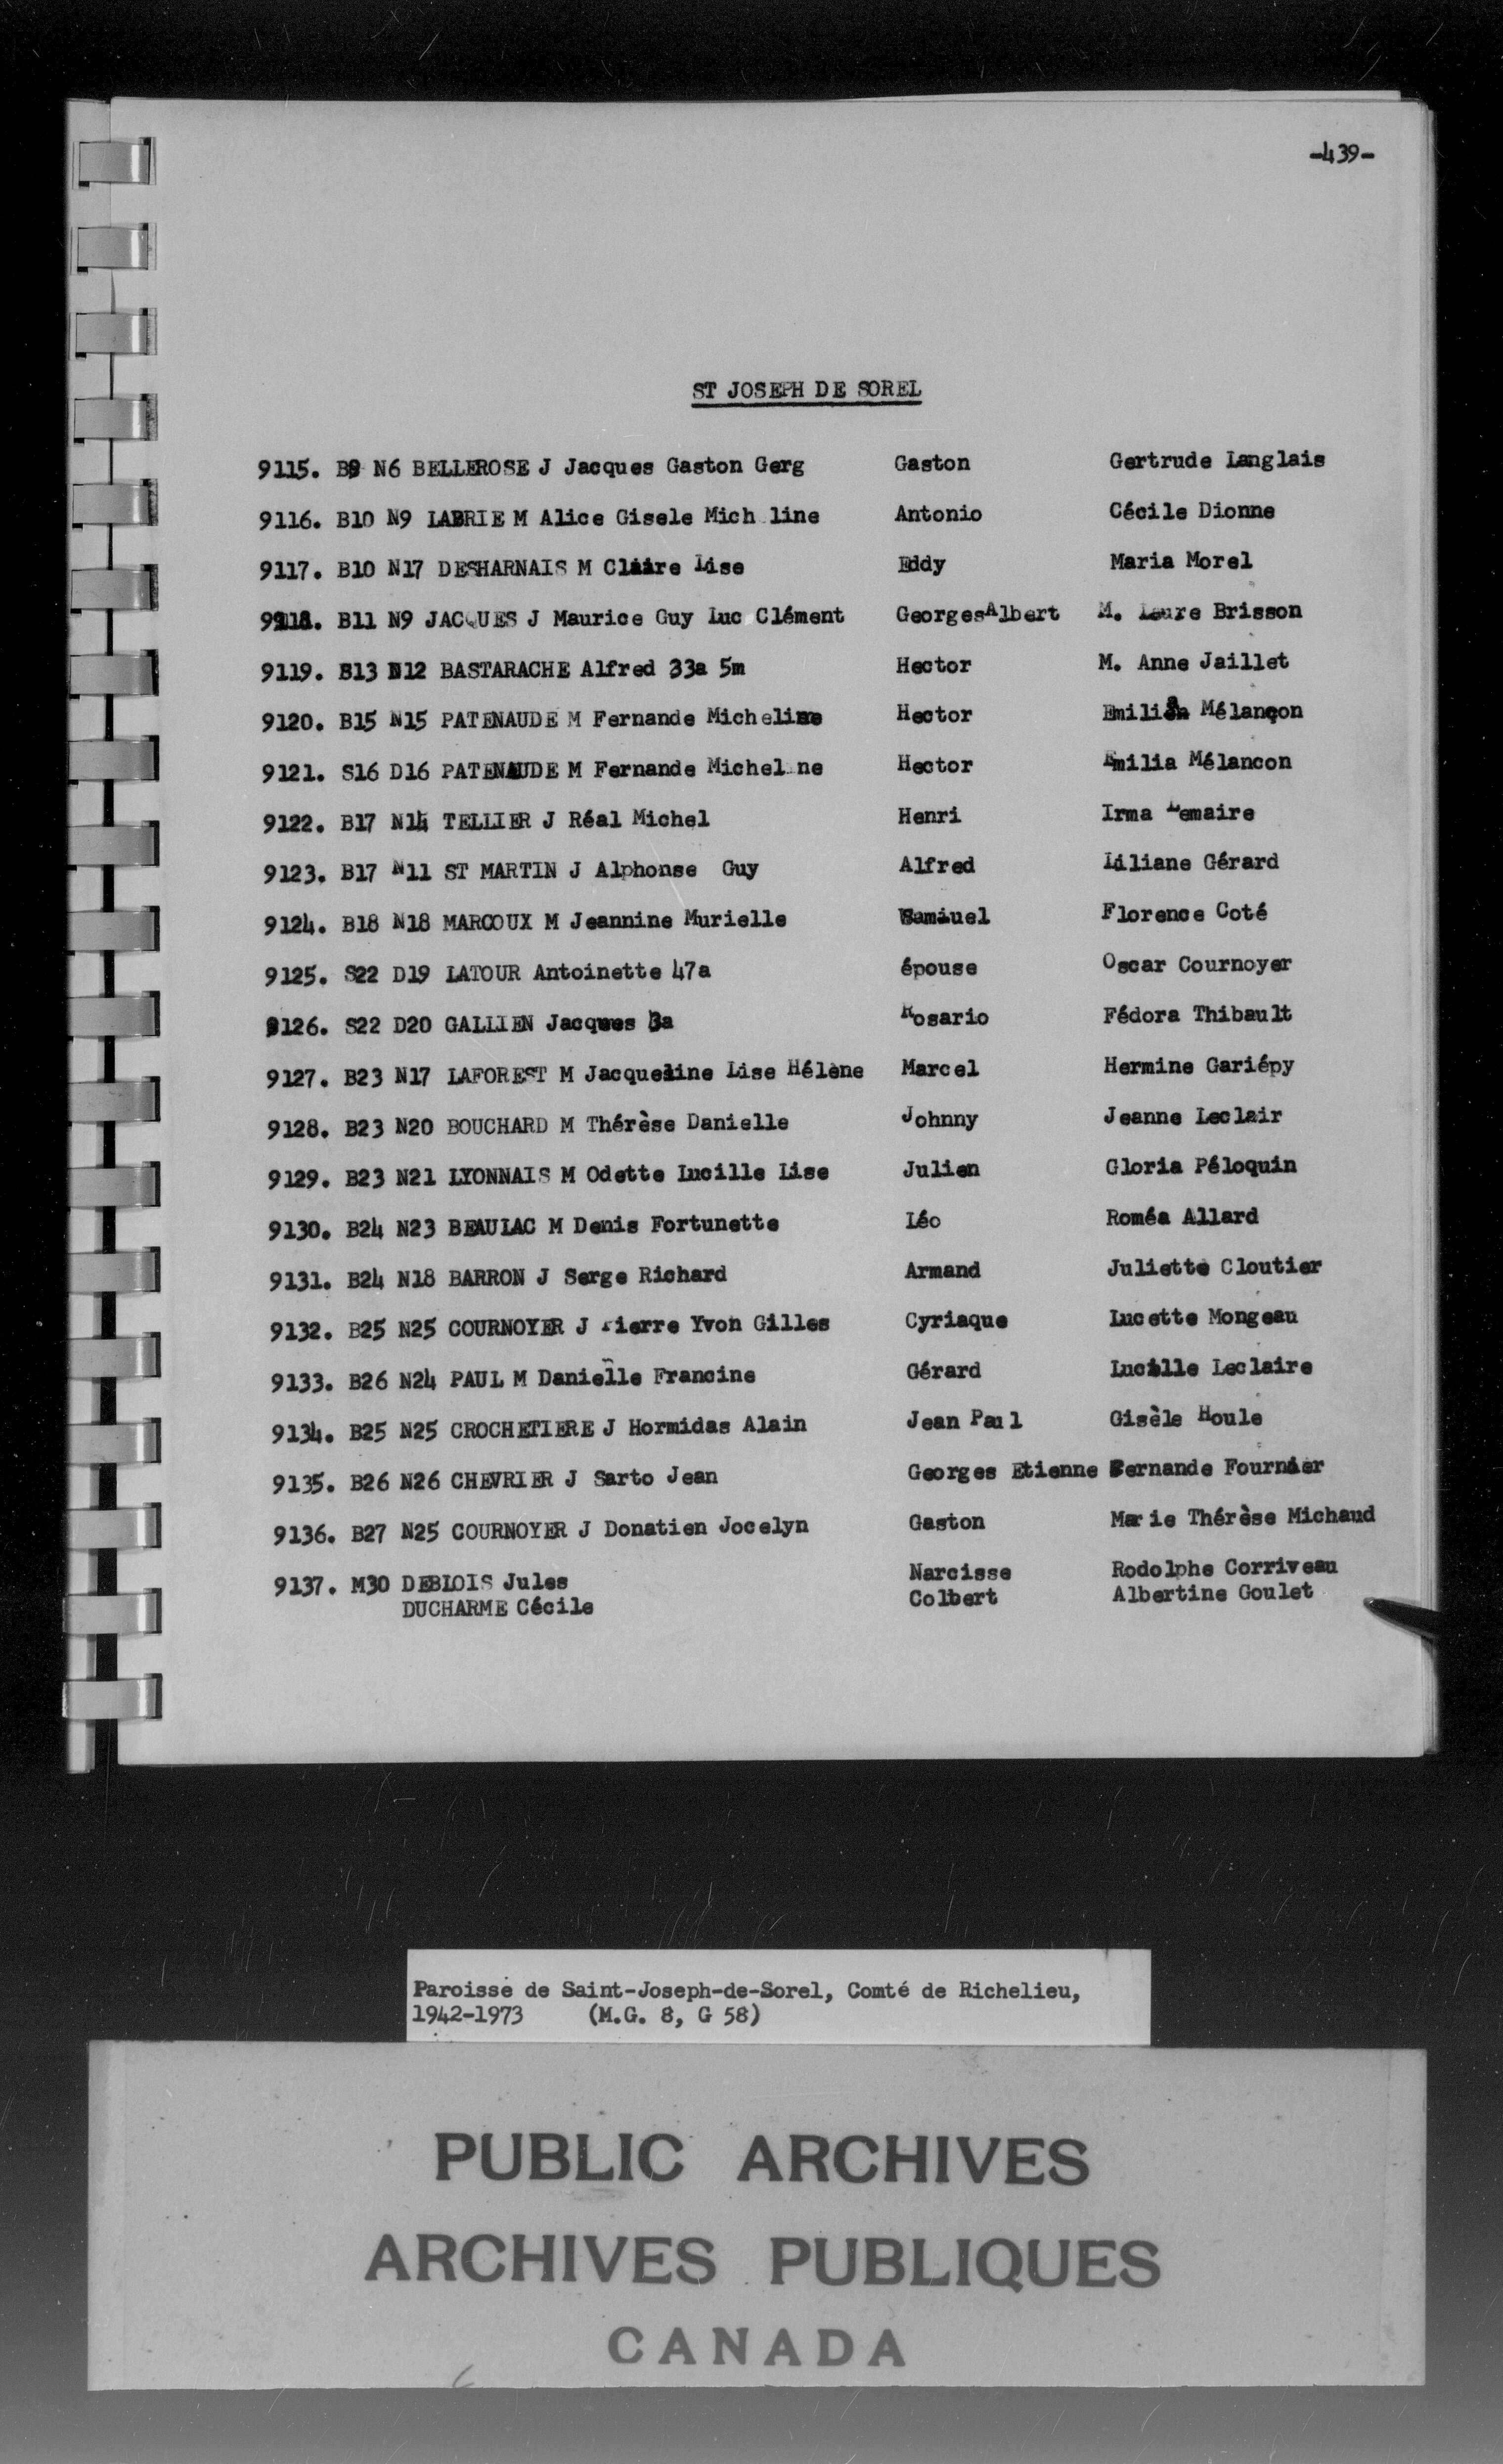 -439-
ST JOSEPH DE SOREL
9115. B9 N6 BELLEROSE J Jacques Gaston Gerg Gaston Gertrude Langlais
9116. B10 N9 LABRIE M Alice Gisele Mich line Antonio Cécile Dionne
9117. B10 N17 DESHARNAIS M Claire Lise Eddy Maria Morel
9118. B11 N9 JACQUES J Maurice Guy Luc Clément Georges Albert M. Laure Brisson
9119. S13 D12 BASTARACHE Alfred 33a 5m Hector M. Anne Jaillet
9120. B15 N15 PATENAUDE M Fernande Micheline Hector Emilia Mélançon
9121. S16 D16 PATENAUDE M Fernande Michel ne Hector Emilia Mélancon
9122. B17 N14 TELLIER J Réal Michel Henri Irma Lemaire
9123. B17 N11 ST MARTIN J Alphonse Guy Alfred Liliane Gérard
9124. B18 N18 MARCOUX M Jeannine Murielle Samiuel Florence Coté
9125. S22 D19 LATOUR Antoinette 47a épouse Oscar Cournoyer
9126. S22 D20 GALLIEN Jacques 3a Rosario Fédora Thibault
9127. B23 N17 LAFOREST M Jacqueline Lise Hélène Marcel Hermine Gariépy
9128. B23 N20 BOUCHARD M Thérèse Danielle Johnny Jeanne Leclair
9129. B23 N21 LYONNAIS M Odette Lucille Lise Julien Gloria Péloquin
9130. B24 N23 BEAULAC M Denis Fortunette Léo Roméa Allard
9131. B24 N18 BARRON J Serge Richard Armand Juliette Cloutier
9132. B25 N25 COURNOYER J Pierre Yvon Gilles Cyriaque Lucette Mongeau
9133. B26 N24 PAUL M Danielle Francine Gérard Lucille Leclaire
9134. B25 N25 CROCHETIERE J Hormidas Alain Jean Paul Gisèle Houle
9135. B26 N26 CHEVRIER J Sarto Jean Georges Etienne Fernande Fournier
9136. B27 N25 COURNOYER J Donatien Jocelyn Gaston Marie Thérèse Michaud
9137. M30 DEBLOIS Jules Narcisse Rodolphe Corriveau
DUCHARME Cécile Colbert Albertine Goulet
Paroisse de Saint-Joseph-de-Sorel, Comté de Richelieu,
1942-1973 (M.G. 8, G 58)
PUBLIC ARCHIVES
ARCHIVES PUBLIQUES
CANADA